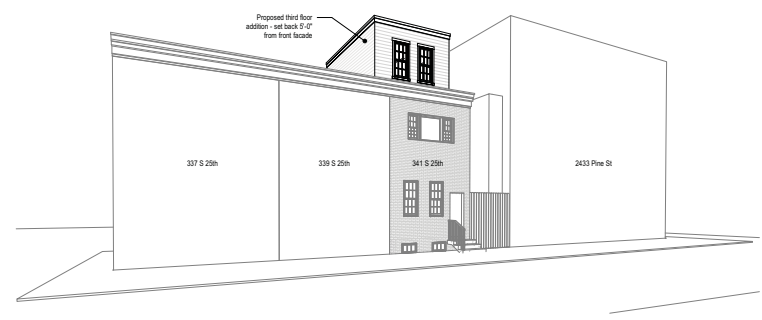 Proposed third floor
addition - set back 5'-0"
from front facade
337 S 25th
339 S 25th
341 S 25th
2433 Pine St